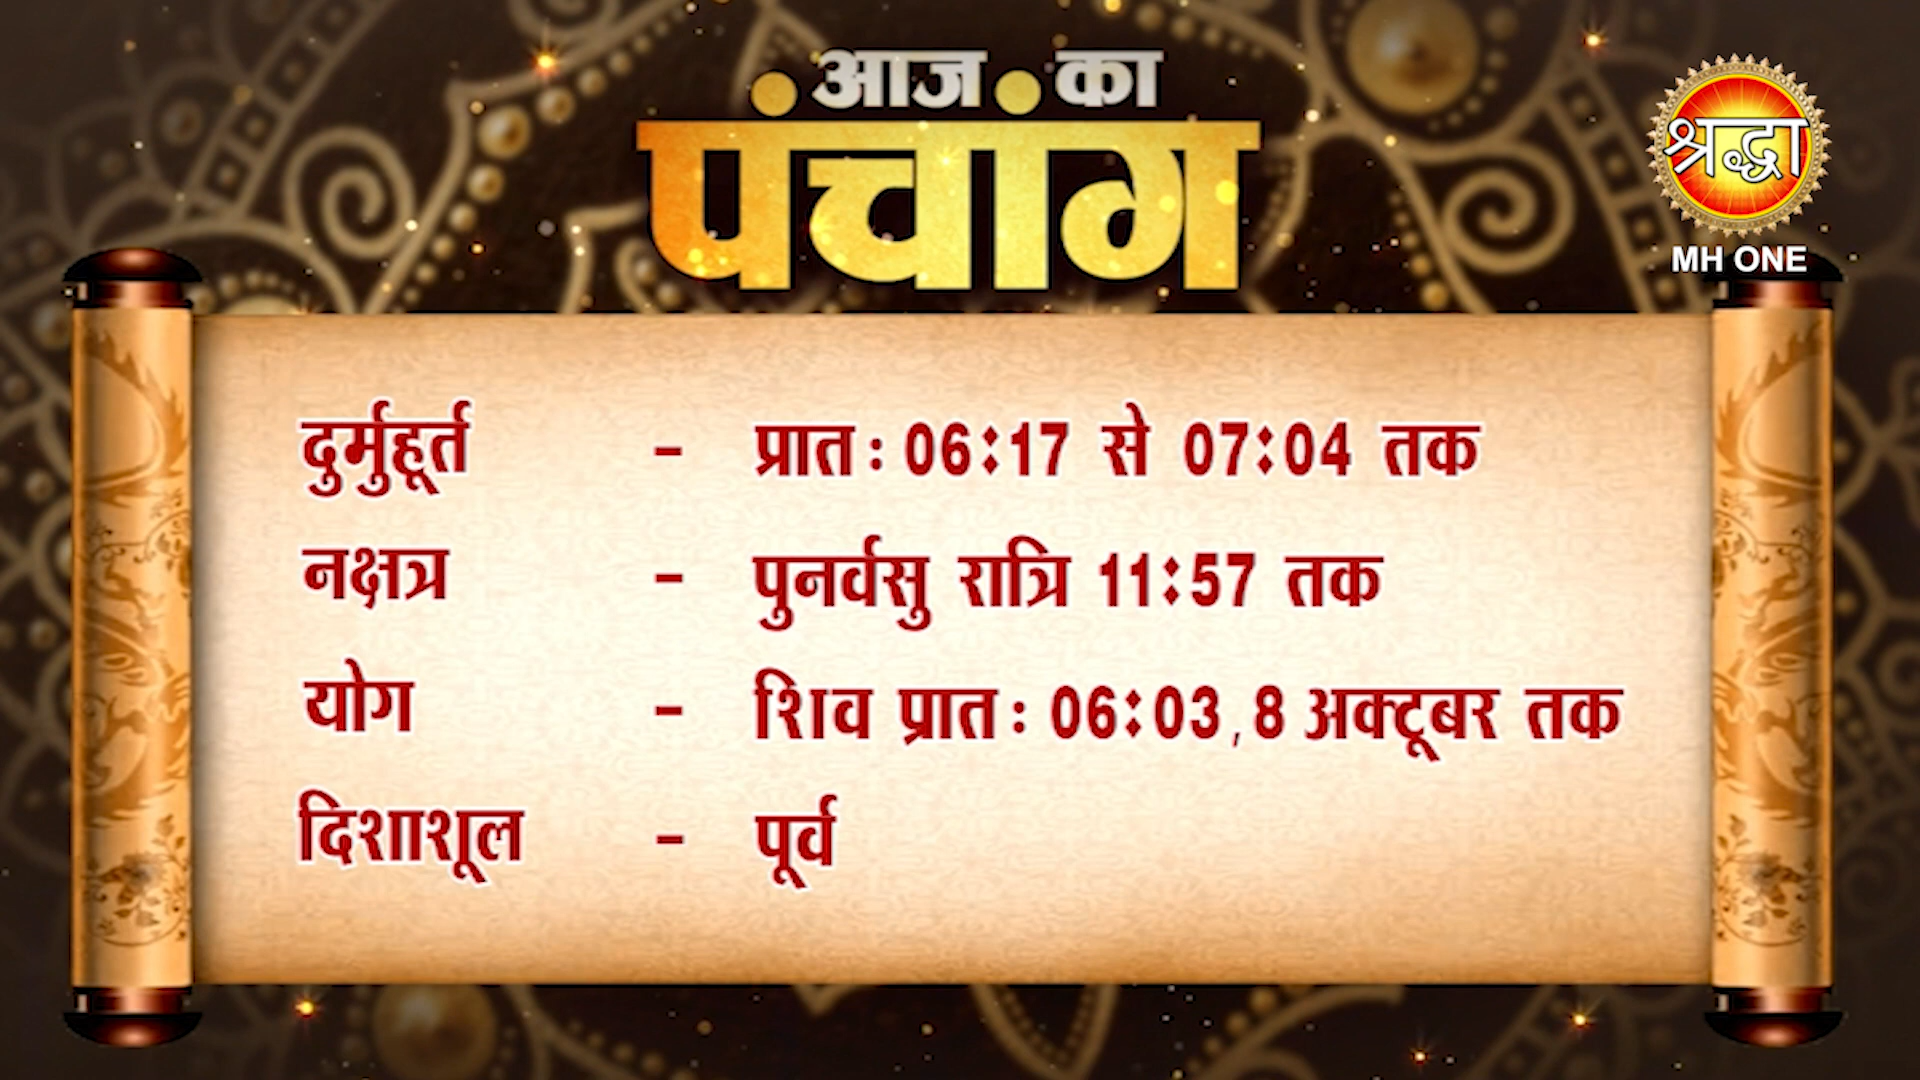 आज का
पंचांग
श्रद्धा
MH ONE
दुर्मुहूर्त - प्रातः 06:17 से 07:04 तक
नक्षत्र - पुनर्वसु रात्रि 11:57 तक
योग - शिव प्रातः 06:03, 8 अक्टूबर तक
दिशाशूल - पूर्व